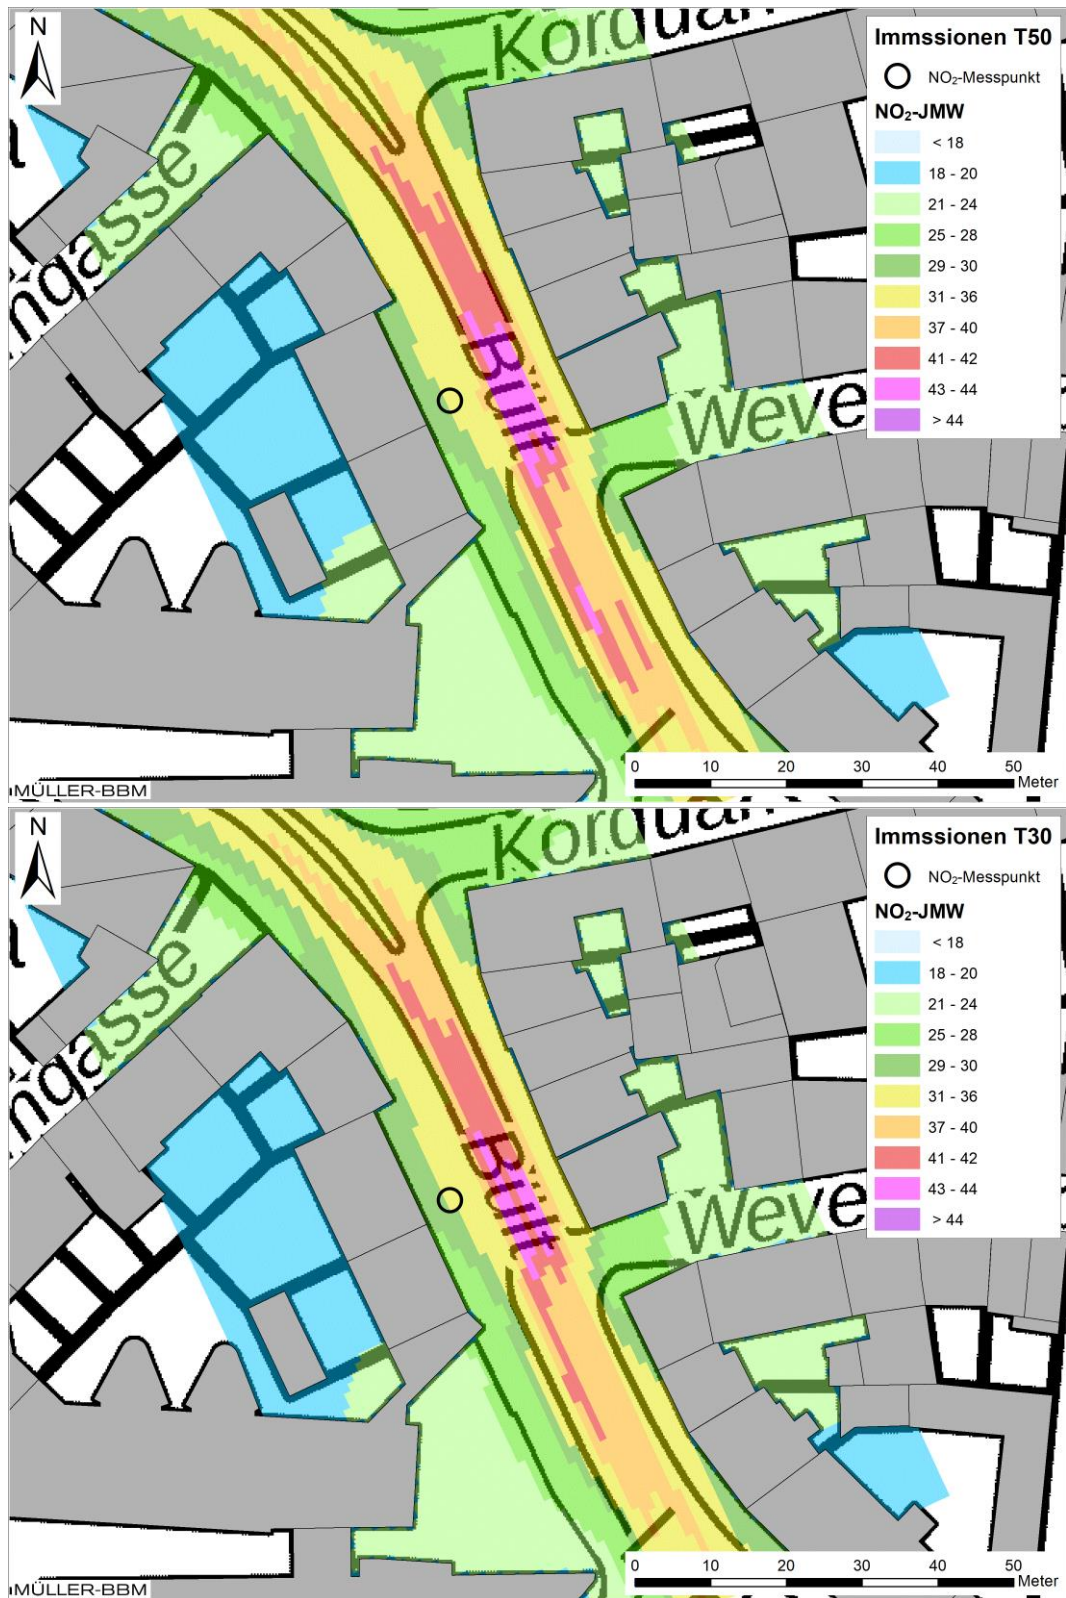 N
Korduan
Immssionen T50
NO₂-Messpunkt
NO₂-JMW
< 18
18 - 20
21 - 24
25 - 28
29 - 30
31 - 36
37 - 40
41 - 42
43 - 44
> 44
ngasse
Bült
Weve
0 10 20 30 40 50
Meter
MÜLLER-BBM
N
Korduan
Immssionen T30
NO₂-Messpunkt
NO₂-JMW
< 18
18 - 20
21 - 24
25 - 28
29 - 30
31 - 36
37 - 40
41 - 42
43 - 44
> 44
ngasse
Bült
Weve
0 10 20 30 40 50
Meter
MÜLLER-BBM